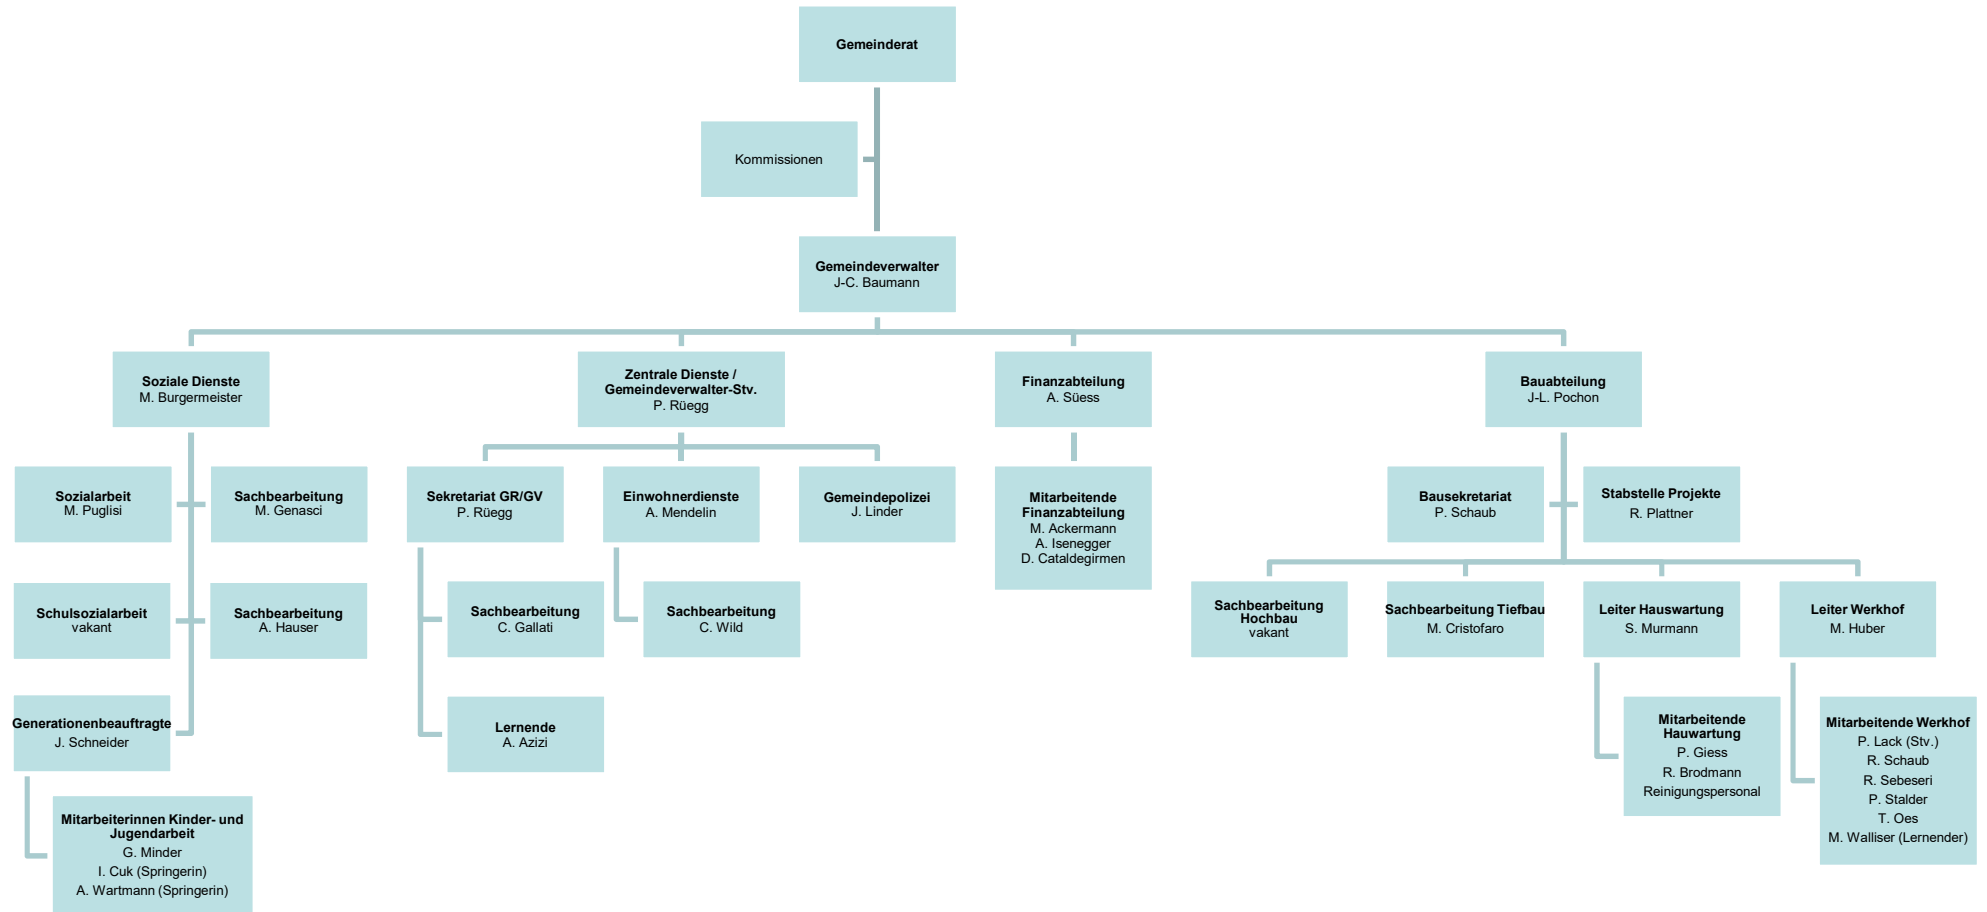 Gemeinderat
Kommissionen
Gemeindeverwalter
J-C. Baumann
Soziale Dienste
M. Burgermeister
Zentrale Dienste /
Gemeindeverwalter-Stv.
P. Rüegg
Finanzabteilung
A. Süess
Bauabteilung
J-L. Pochon
Sozialarbeit
M. Puglisi
Sachbearbeitung
M. Genasci
Sekretariat GR/GV
P. Rüegg
Einwohnerdienste
A. Mendelin
Gemeindepolizei
J. Linder
Mitarbeitende
Finanzabteilung
M. Ackermann
A. Isenegger
D. Cataldegirmen
Bausekretariat
P. Schaub
Stabstelle Projekte
R. Plattner
Schulsozialarbeit
vakant
Sachbearbeitung
A. Hauser
Sachbearbeitung
C. Gallati
Sachbearbeitung
C. Wild
Sachbearbeitung
Hochbau
vakant
Sachbearbeitung Tiefbau
M. Cristofaro
Leiter Hauswartung
S. Murmann
Leiter Werkhof
M. Huber
Generationenbeauftragte
J. Schneider
Lernende
A. Azizi
Mitarbeitende
Hauwartung
P. Giess
R. Brodmann
Reinigungspersonal
Mitarbeitende Werkhof
P. Lack (Stv.)
R. Schaub
R. Sebeseri
P. Stalder
T. Oes
M. Walliser (Lernender)
Mitarbeiterinnen Kinder- und
Jugendarbeit
G. Minder
I. Cuk (Springerin)
A. Wartmann (Springerin)